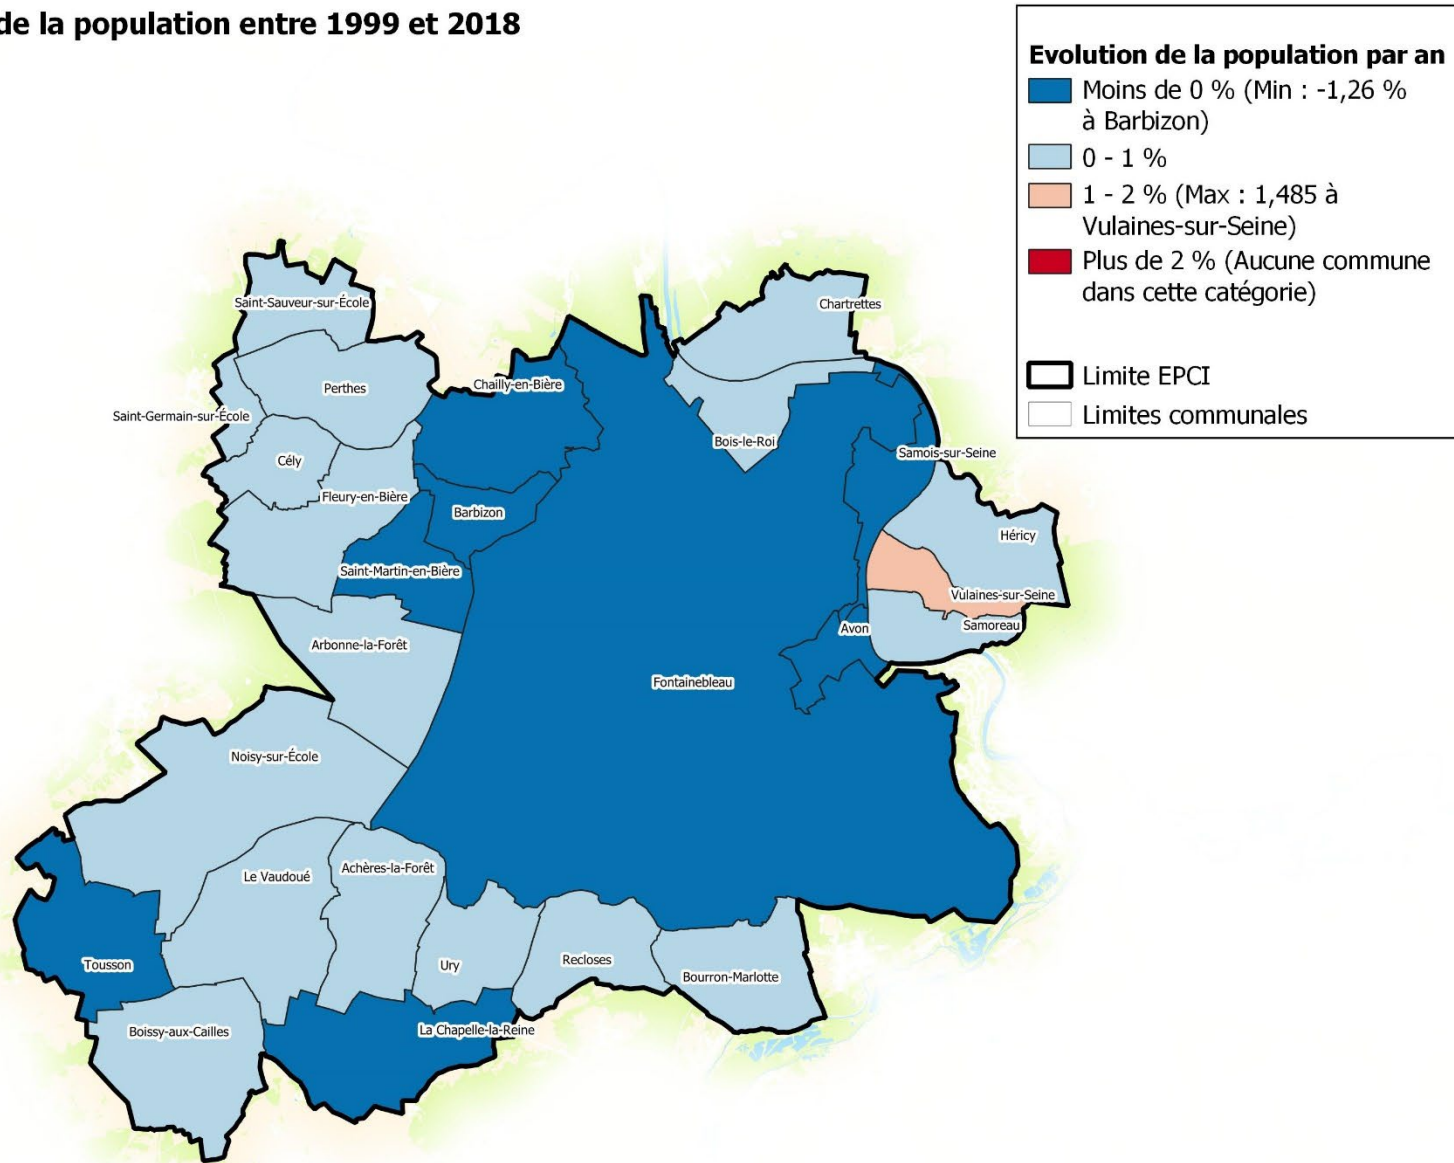 de la population entre 1999 et 2018
Evolution de la population par an
Moins de 0 % (Min : -1,26 %
à Barbizon)
0 - 1 %
1 - 2 % (Max : 1,485 à
Vulaines-sur-Seine)
Plus de 2 % (Aucune commune
dans cette catégorie)
Limite EPCI
Limites communales
Saint-Sauveur-sur-École
Chartrettes
Perthes
Chailly-en-Bière
Saint-Germain-sur-École
Bois-le-Roi
Samois-sur-Seine
Cély
Fleury-en-Bière
Barbizon
Héricy
Saint-Martin-en-Bière
Vulaines-sur-Seine
Samoreau
Avon
Arbonne-la-Forêt
Fontainebleau
Noisy-sur-École
Achères-la-Forêt
Le Vaudoué
Tousson
Ury
Recloses
Bourron-Marlotte
Boissy-aux-Cailles
La Chapelle-la-Reine